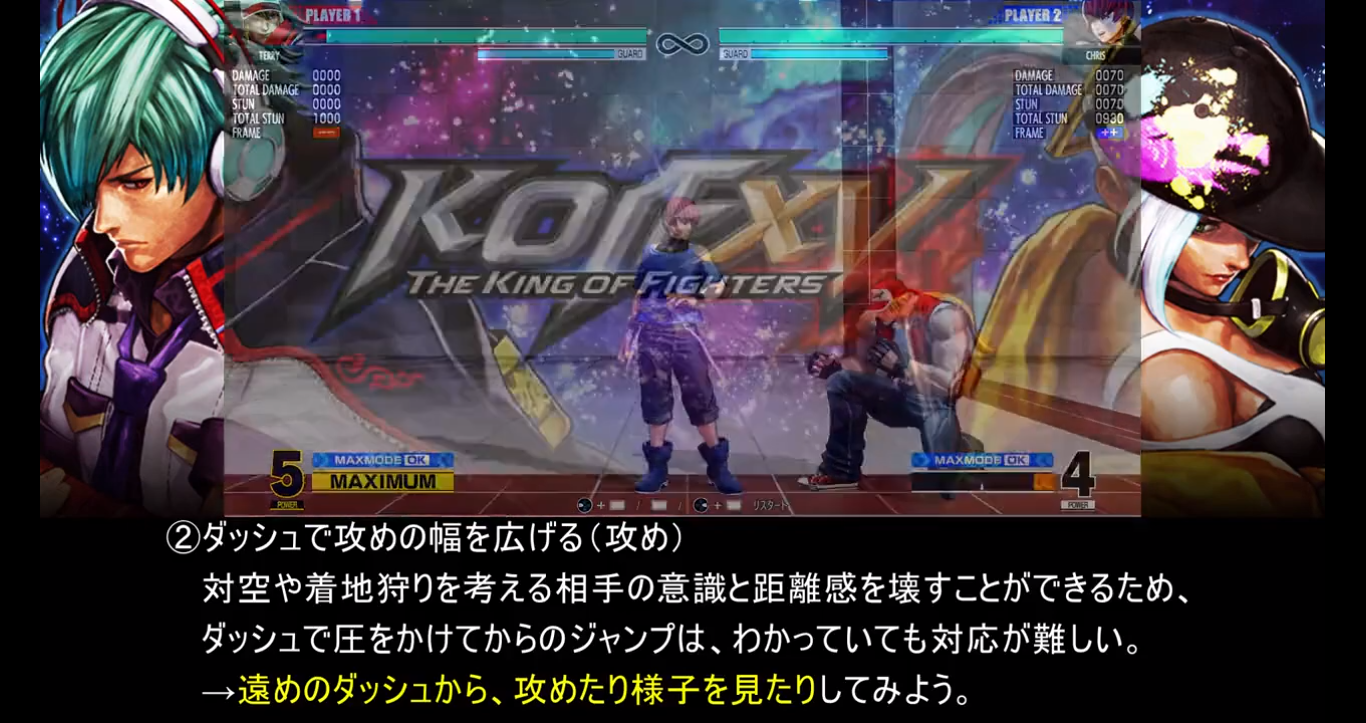 PLAYER 1
PLAYER 2
TERRY
GUARD
GUARD
CHRIS
DAMAGE 0000
TOTAL DAMAGE 0000
STUN 0000
TOTAL STUN 1000
FRAME
DAMAGE 0070
TOTAL DAMAGE 0070
STUN 0070
TOTAL STUN 0980
FRAME ++
KOF XV
THE KING OF FIGHTERS
5
POWER
MAXMODE OK
MAXIMUM
MAXMODE OK
4
POWER
+ / / + リスタート
②ダッシュで攻めの幅を広げる（攻め）
対空や着地狩りを考える相手の意識と距離感を壊すことができるため、
ダッシュで圧をかけてからのジャンプは、わかっていても対応が難しい。
→遠めのダッシュから、攻めたり様子を見たりしてみよう。